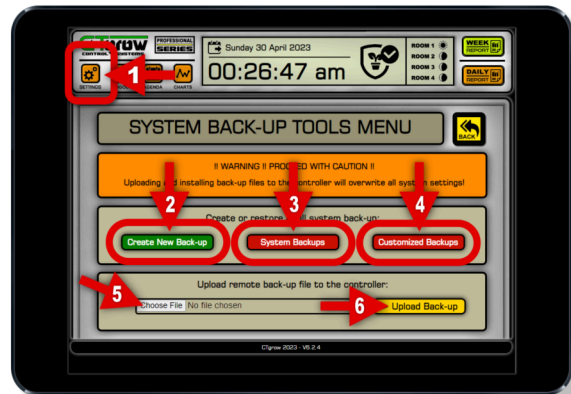 CTgrow
CONTROL SYSTEMS
PROFESSIONAL
SERIES
Sunday 30 April 2023
00:26:47 am
ROOM 1
ROOM 2
ROOM 3
ROOM 4
WEEK
REPORT
DAILY
REPORT
SETTINGS
AGENDA
CHARTS
1
SYSTEM BACK-UP TOOLS MENU
BACK
!! WARNING !! PROCEED WITH CAUTION !!
Uploading and installing back-up files to the controller will overwrite all system settings!
2
3
4
Create or restore full system back-up:
Create New Back-up
System Backups
Customized Backups
Upload remote back-up file to the controller:
5
Choose File No file chosen
6
Upload Back-up
CTgrow 2023 - V6.2.4